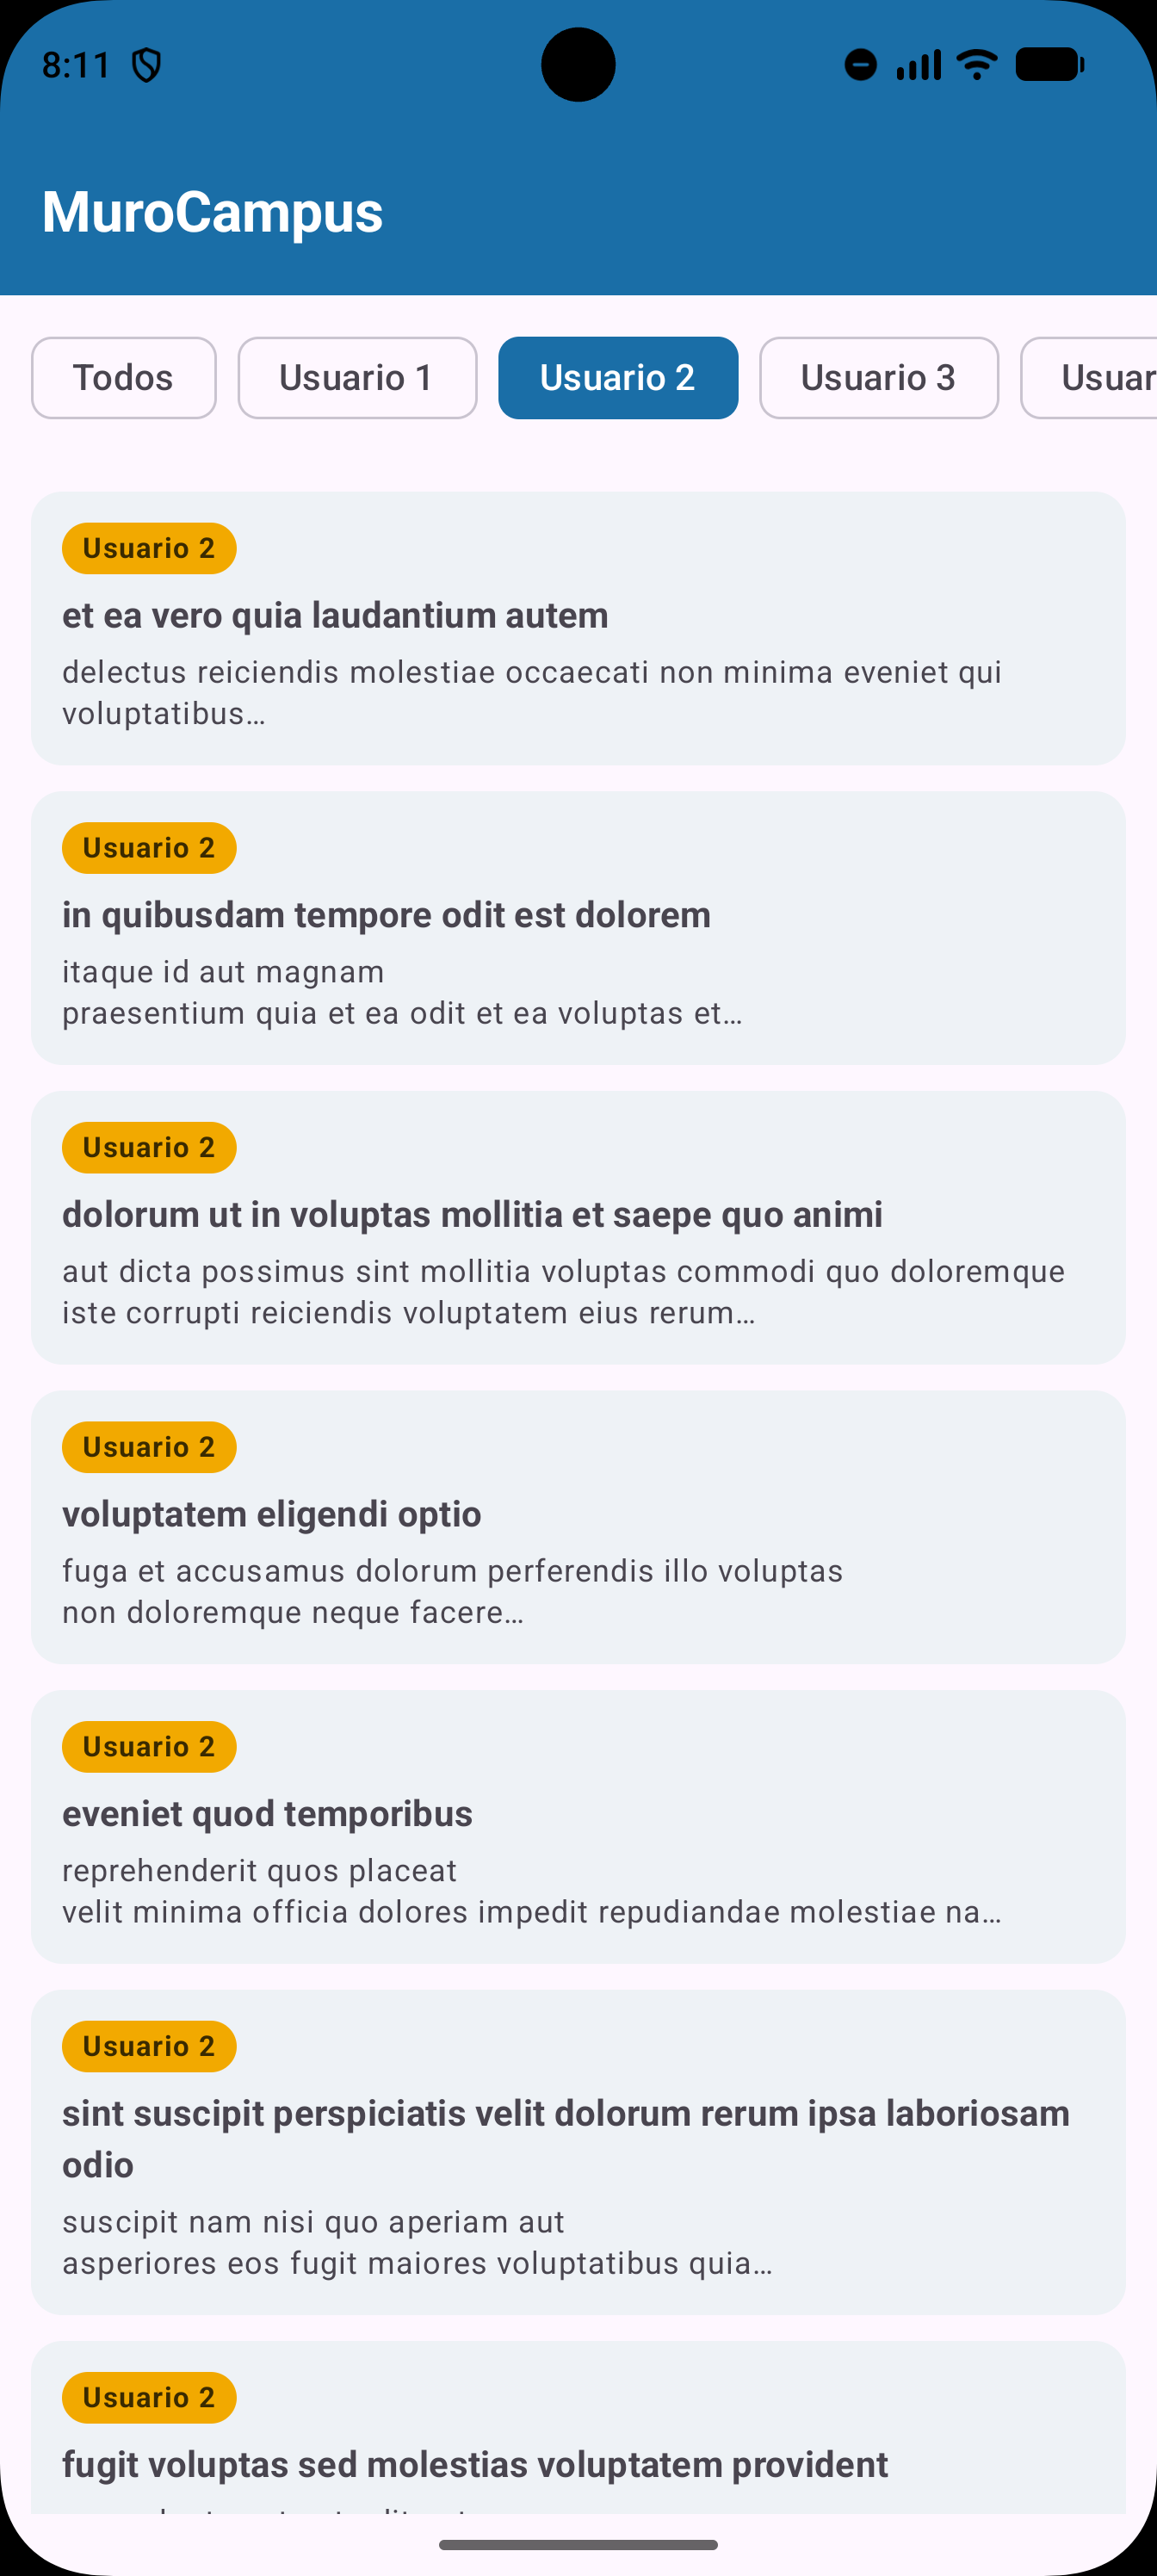 8:11
MuroCampus
Todos
Usuario 1
Usuario 2
Usuario 3
Usuar
Usuario 2
et ea vero quia laudantium autem
delectus reiciendis molestiae occaecati non minima eveniet qui
voluptatibus…
Usuario 2
in quibusdam tempore odit est dolorem
itaque id aut magnam
praesentium quia et ea odit et ea voluptas et…
Usuario 2
dolorum ut in voluptas mollitia et saepe quo animi
aut dicta possimus sint mollitia voluptas commodi quo doloremque
iste corrupti reiciendis voluptatem eius rerum…
Usuario 2
voluptatem eligendi optio
fuga et accusamus dolorum perferendis illo voluptas
non doloremque neque facere…
Usuario 2
eveniet quod temporibus
reprehenderit quos placeat
velit minima officia dolores impedit repudiandae molestiae na…
Usuario 2
sint suscipit perspiciatis velit dolorum rerum ipsa laboriosam
odio
suscipit nam nisi quo aperiam aut
asperiores eos fugit maiores voluptatibus quia…
Usuario 2
fugit voluptas sed molestias voluptatem provident